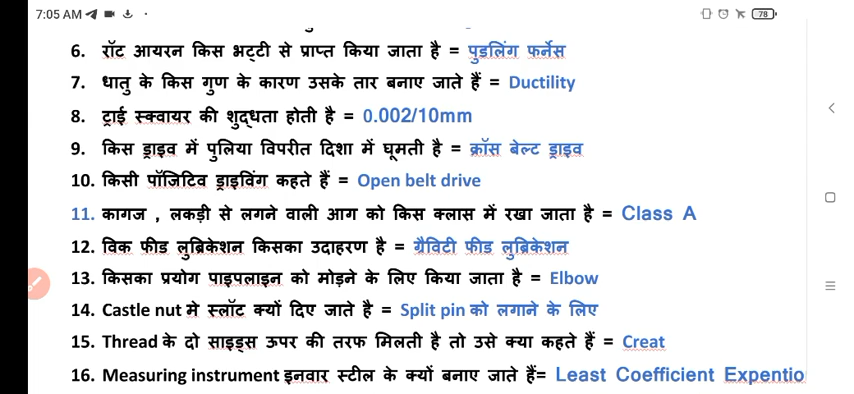 7:05 AM
78
6. रॉट आयरन किस भट्टी से प्राप्त किया जाता है = पुडलिंग फर्नेस
7. धातु के किस गुण के कारण उसके तार बनाए जाते हैं = Ductility
8. ट्राई स्क्वायर की शुद्धता होती है = 0.002/10mm
9. किस ड्राइव में पुलिया विपरीत दिशा में घूमती है = क्रॉस बेल्ट ड्राइव
10. किसी पॉजिटिव ड्राइविंग कहते हैं = Open belt drive
11. कागज , लकड़ी से लगने वाली आग को किस क्लास में रखा जाता है = Class A
12. विक फीड लुब्रिकेशन किसका उदाहरण है = ग्रैविटी फीड लुब्रिकेशन
13. किसका प्रयोग पाइपलाइन को मोड़ने के लिए किया जाता है = Elbow
14. Castle nut मे स्लॉट क्यों दिए जाते है = Split pin को लगाने के लिए
15. Thread के दो साइड्स ऊपर की तरफ मिलती है तो उसे क्या कहते हैं = Creat
16. Measuring instrument इनवार स्टील के क्यों बनाए जाते हैं= Least Coefficient Expentio